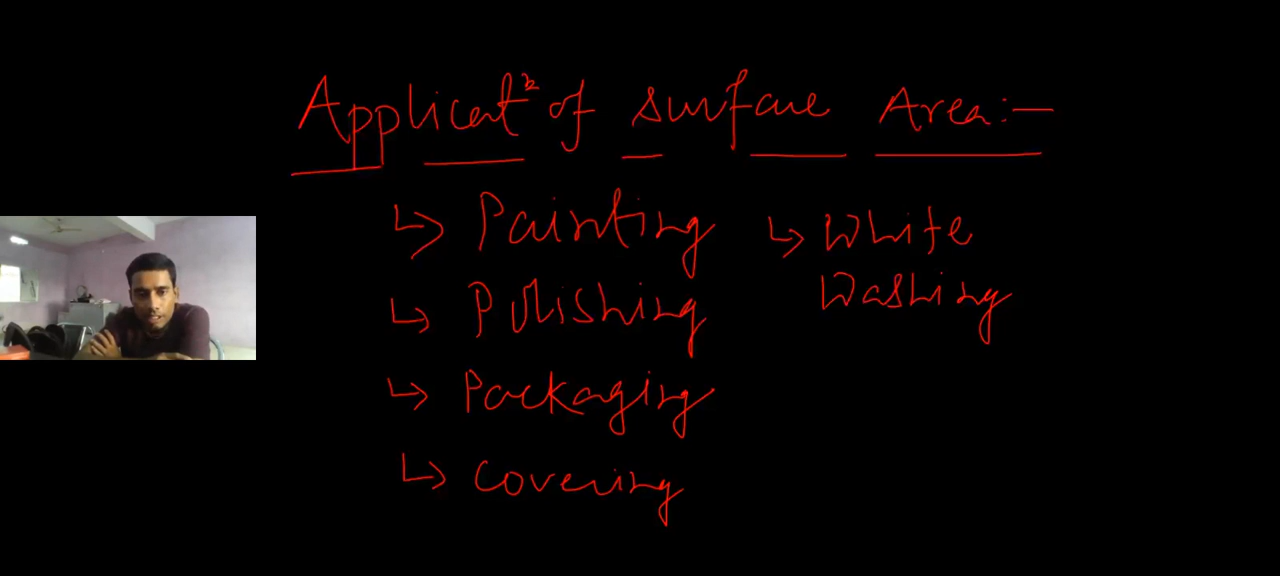 Applicatⁿ of surface Area:-
↳ Painting
↳ Polishing
↳ Packaging
↳ Covering
↳ White
Washing